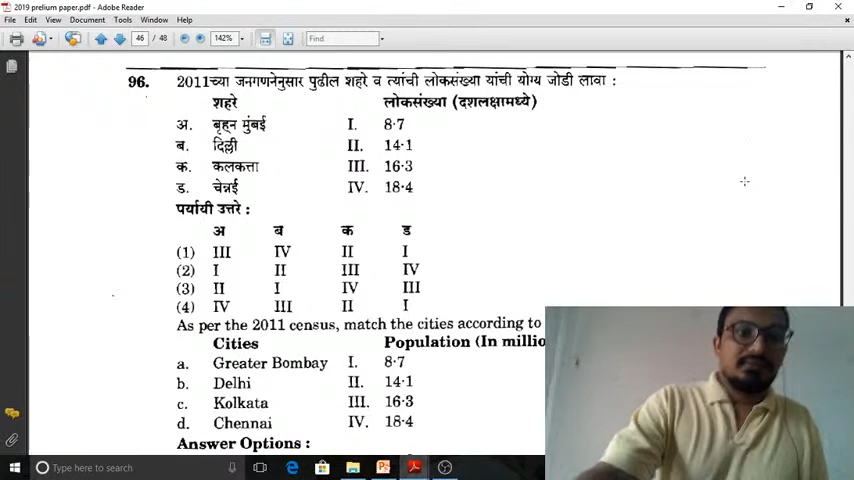 2019 prelium paper.pdf - Adobe Reader
File Edit View Document Tools Window Help
46 / 48 142% Find
96. 2011च्या जनगणनेनुसार पुढील शहरे व त्यांची लोकसंख्या यांची योग्य जोडी लावा :
शहरे लोकसंख्या (दशलक्षामध्ये)
अ. बृहन मुंबई I. 8·7
ब. दिल्ली II. 14·1
क. कलकत्ता III. 16·3
ड. चेन्नई IV. 18·4
पर्यायी उत्तरे :
अ ब क ड
(1) III IV II I
(2) I II III IV
(3) II I IV III
(4) IV III II I
As per the 2011 census, match the cities according to
Cities Population (In millio
a. Greater Bombay I. 8·7
b. Delhi II. 14·1
c. Kolkata III. 16·3
d. Chennai IV. 18·4
Answer Options :
Type here to search